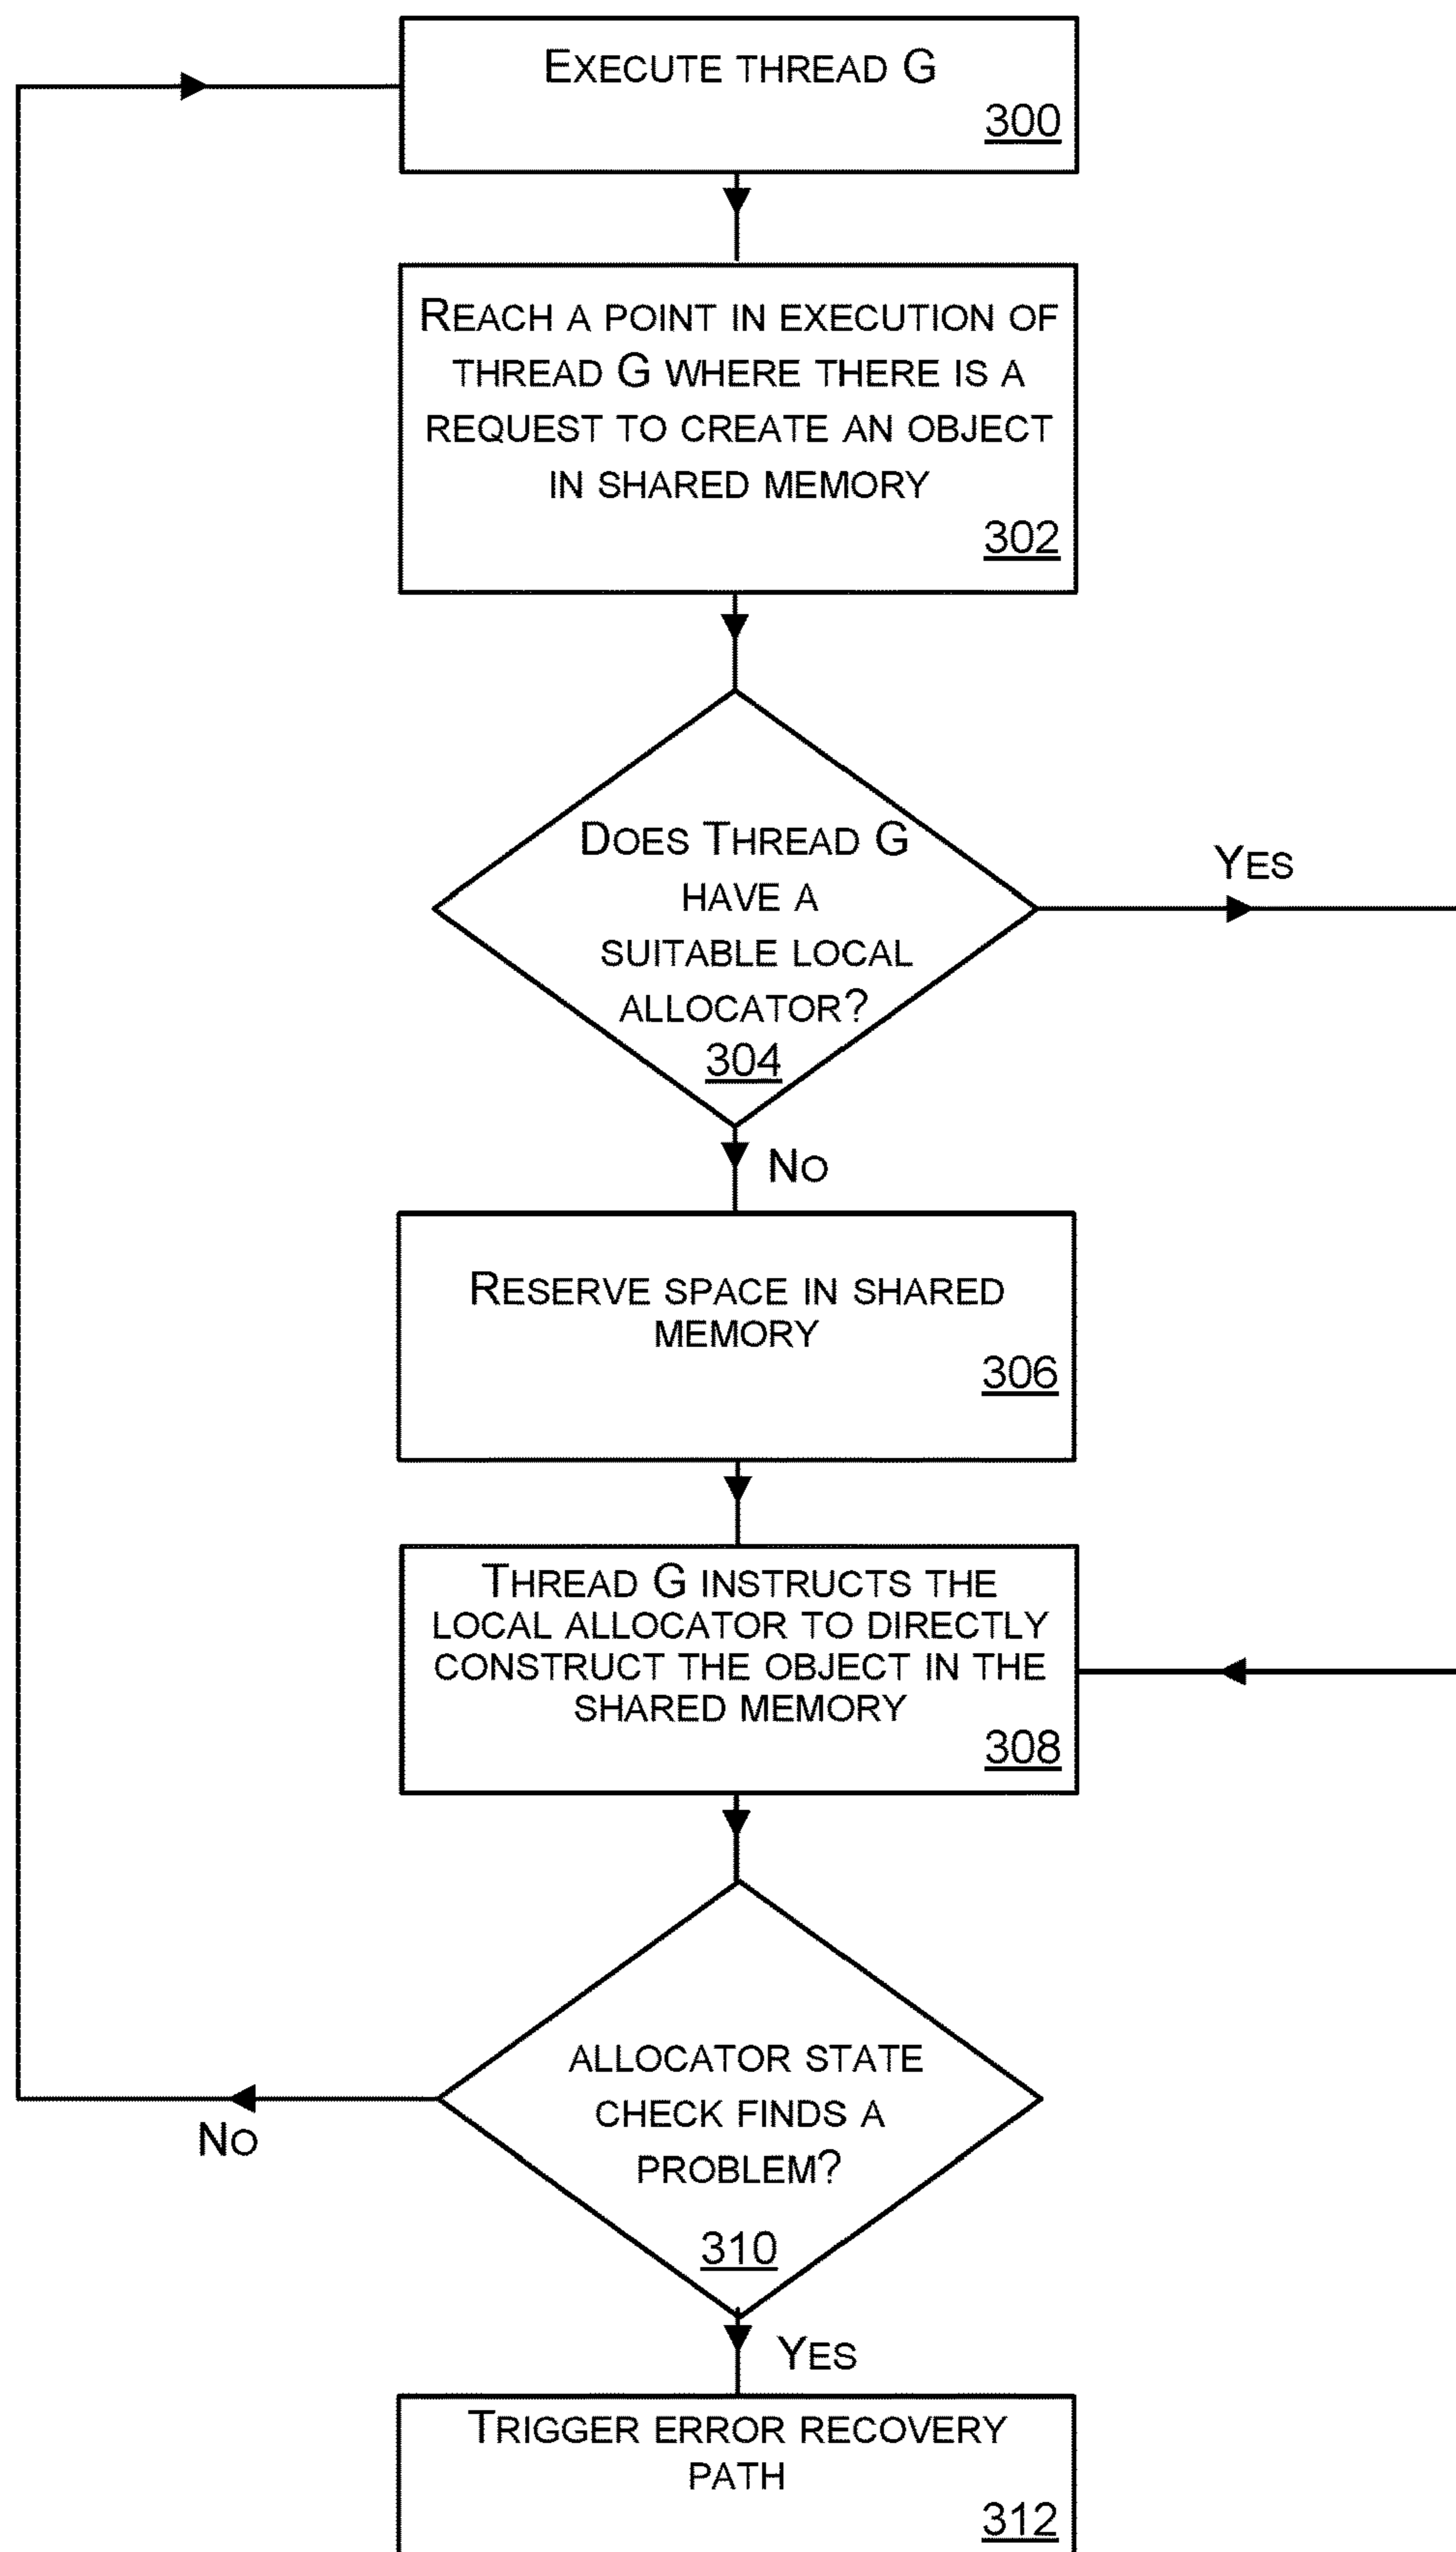 EXECUTE THREAD G
300
REACH A POINT IN EXECUTION OF
THREAD G WHERE THERE IS A
REQUEST TO CREATE AN OBJECT
IN SHARED MEMORY
302
DOES THREAD G
HAVE A
SUITABLE LOCAL
ALLOCATOR?
304
YES
NO
RESERVE SPACE IN SHARED
MEMORY
306
THREAD G INSTRUCTS THE
LOCAL ALLOCATOR TO DIRECTLY
CONSTRUCT THE OBJECT IN THE
SHARED MEMORY
308
ALLOCATOR STATE
CHECK FINDS A
PROBLEM?
310
NO
YES
TRIGGER ERROR RECOVERY
PATH
312